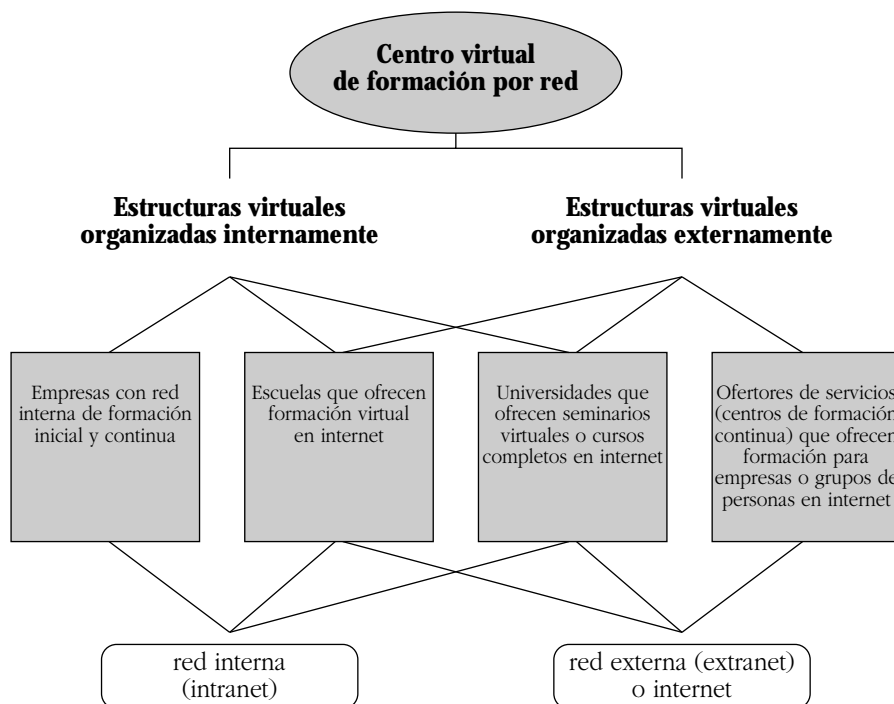 Centro virtual
de formación por red
Estructuras virtuales
organizadas internamente
Estructuras virtuales
organizadas externamente
Empresas con red
interna de formación
inicial y continua
Escuelas que ofrecen
formación virtual
en internet
Universidades que
ofrecen seminarios
virtuales o cursos
completos en internet
Ofertores de servicios
(centros de formación
continua) que ofrecen
formación para
empresas o grupos de
personas en internet
red interna
(intranet)
red externa (extranet)
o internet